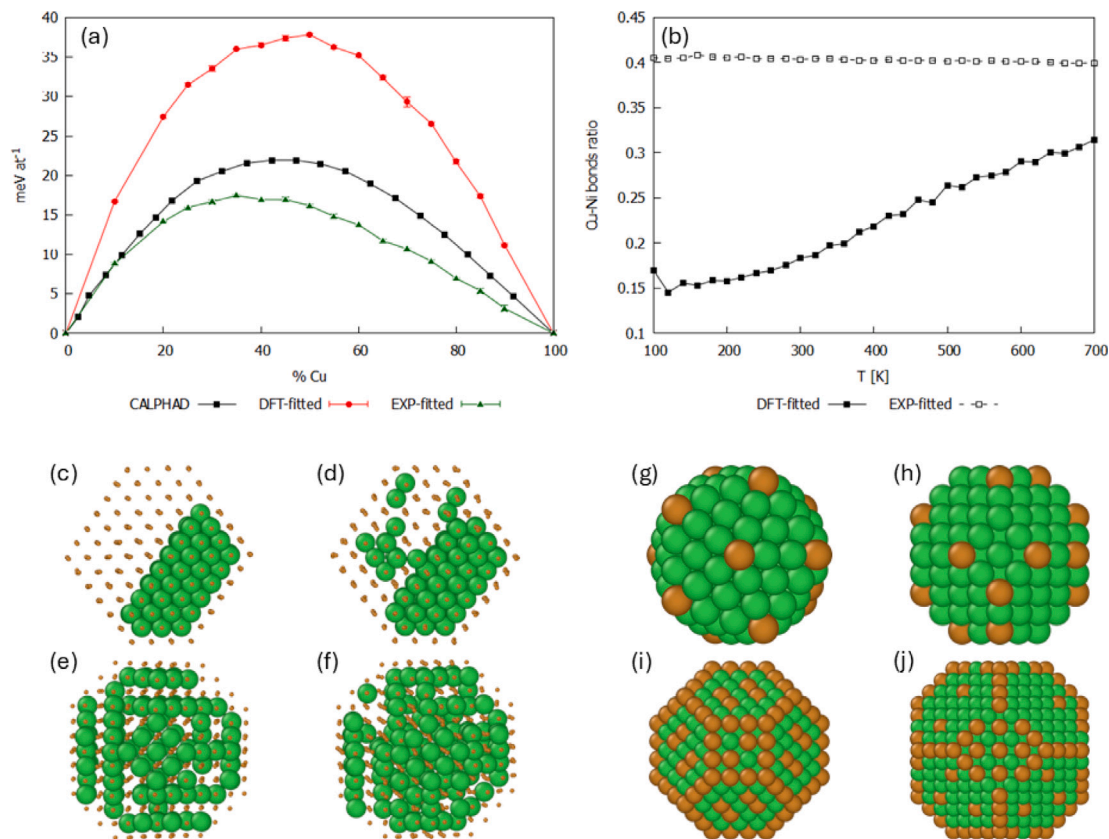 (a)
meV at⁻¹
40
35
30
25
20
15
10
5
0
0 20 40 60 80 100
% Cu
CALPHAD DFT-fitted EXP-fitted
(b)
Cu-Ni bonds ratio
0.45
0.4
0.35
0.3
0.25
0.2
0.15
0.1
100 200 300 400 500 600 700
T [K]
DFT-fitted EXP-fitted
(c) (d) (g) (h)
(e) (f) (i) (j)